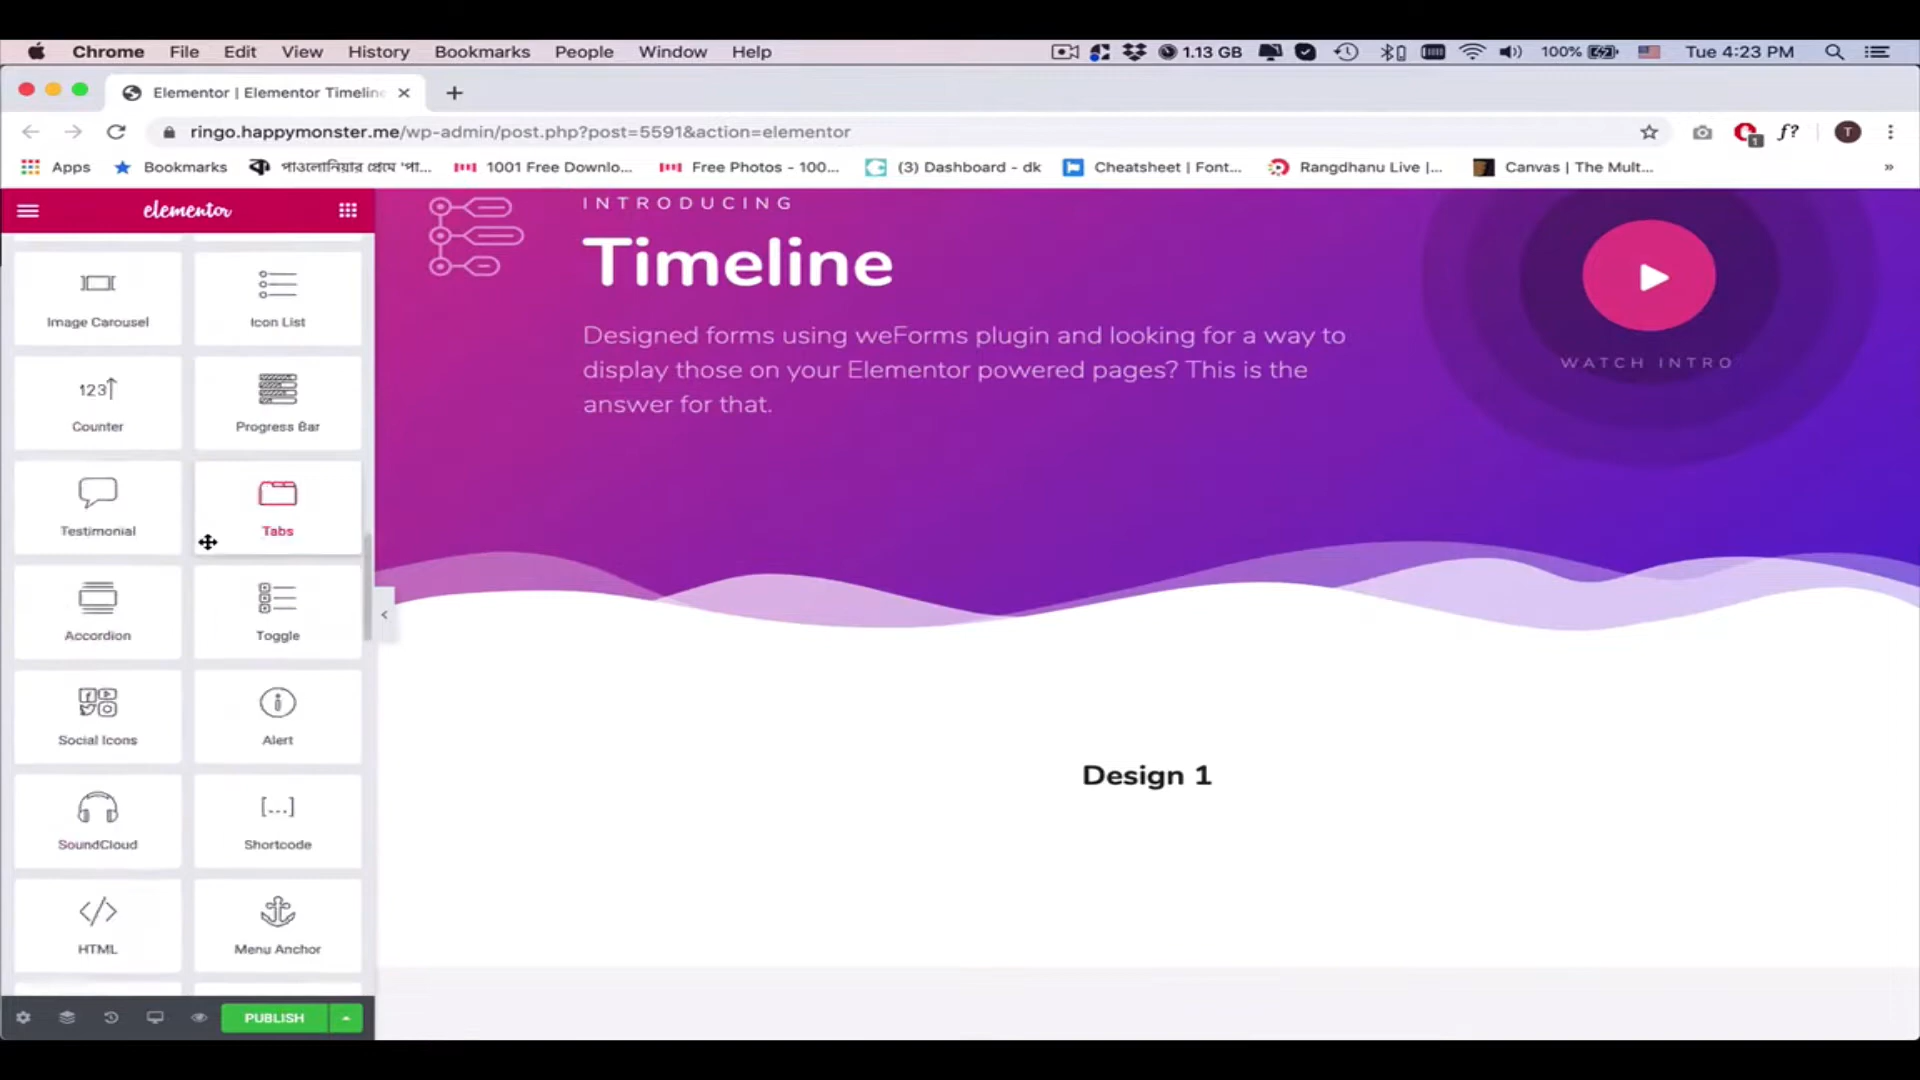 Chrome File Edit View History Bookmarks People Window Help 1.13 GB 100% Tue 4:23 PM
Elementor | Elementor Timeline
ringo.happymonster.me/wp-admin/post.php?post=5591&action=elementor f? T
1
Apps Bookmarks পাওলোনিয়ার প্রেমে 'পা... 1001 Free Downlo... Free Photos - 100... (3) Dashboard - dk Cheatsheet | Font... Rangdhanu Live |... Canvas | The Mult... »
elementor
Image Carousel
Icon List
123
Counter
Progress Bar
Testimonial
Tabs
Accordion
Toggle
Social Icons
Alert
SoundCloud
[...]
Shortcode
</>
HTML
Menu Anchor
PUBLISH
INTRODUCING
Timeline
Designed forms using weForms plugin and looking for a way to
display those on your Elementor powered pages? This is the
answer for that.
WATCH INTRO
Design 1